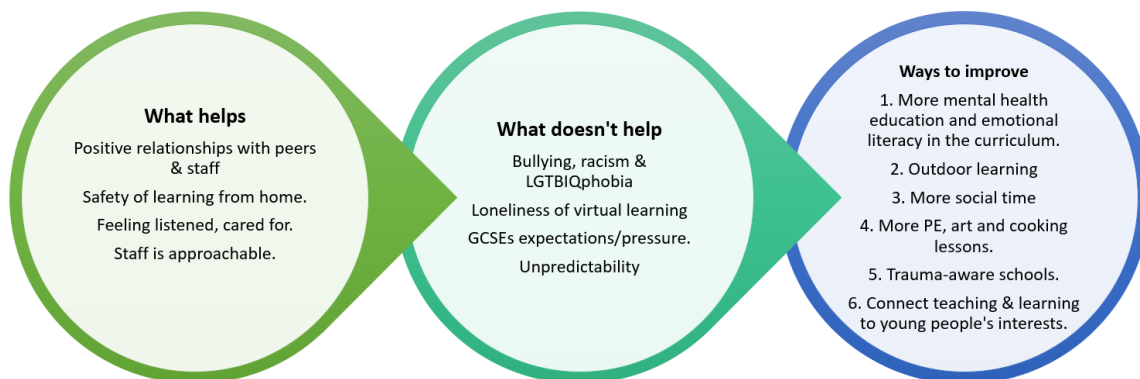 What helps
Positive relationships with peers
& staff
Safety of learning from home.
Feeling listened, cared for.
Staff is approachable.
What doesn't help
Bullying, racism &
LGTBIQphobia
Loneliness of virtual learning
GCSEs expectations/pressure.
Unpredictability
Ways to improve
1. More mental health
education and emotional
literacy in the curriculum.
2. Outdoor learning
3. More social time
4. More PE, art and cooking
lessons.
5. Trauma-aware schools.
6. Connect teaching & learning
to young people's interests.